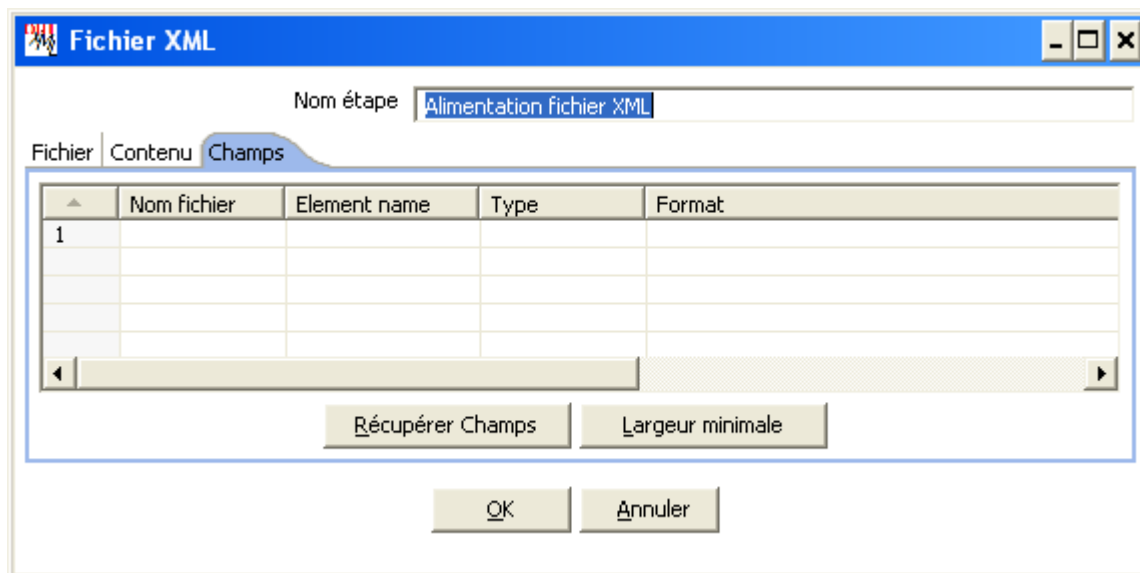 Fichier XML
Nom étape Alimentation fichier XML
Fichier Contenu Champs
Nom fichier Element name Type Format
1
Récupérer Champs Largeur minimale
OK Annuler